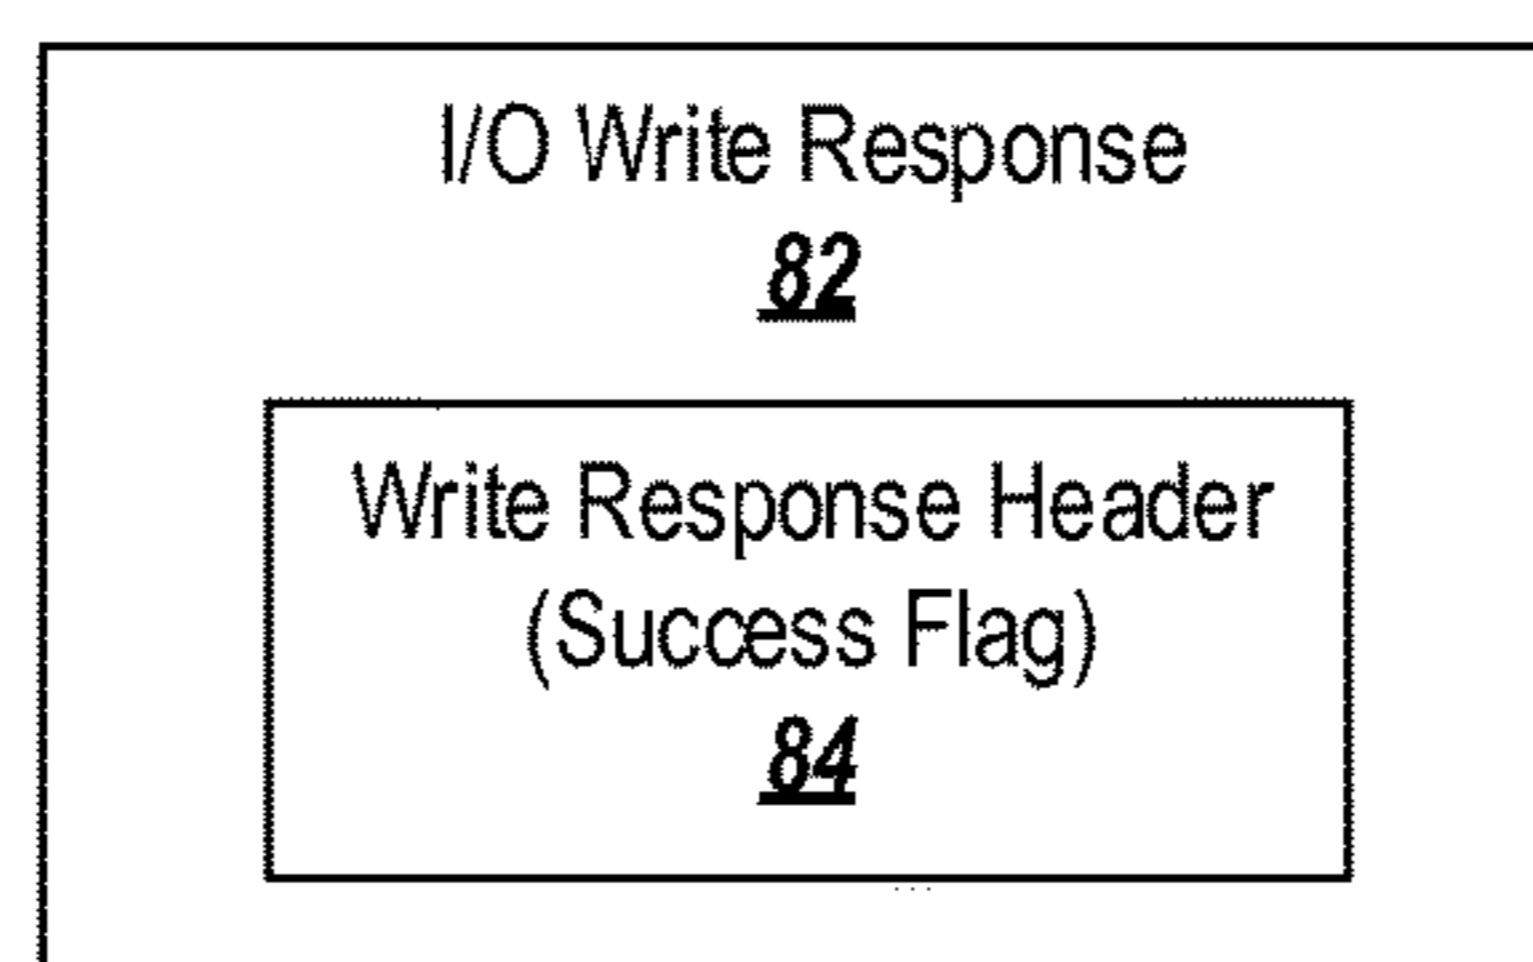 I/O Write Response
82
Write Response Header
(Success Flag)
84